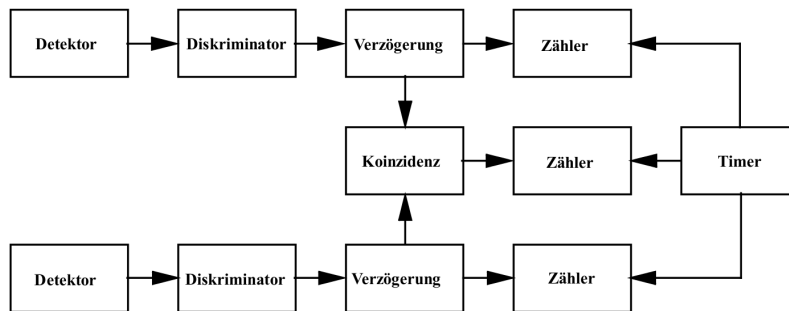 Detektor
Diskriminator
Verzögerung
Zähler
Koinzidenz
Zähler
Timer
Detektor
Diskriminator
Verzögerung
Zähler